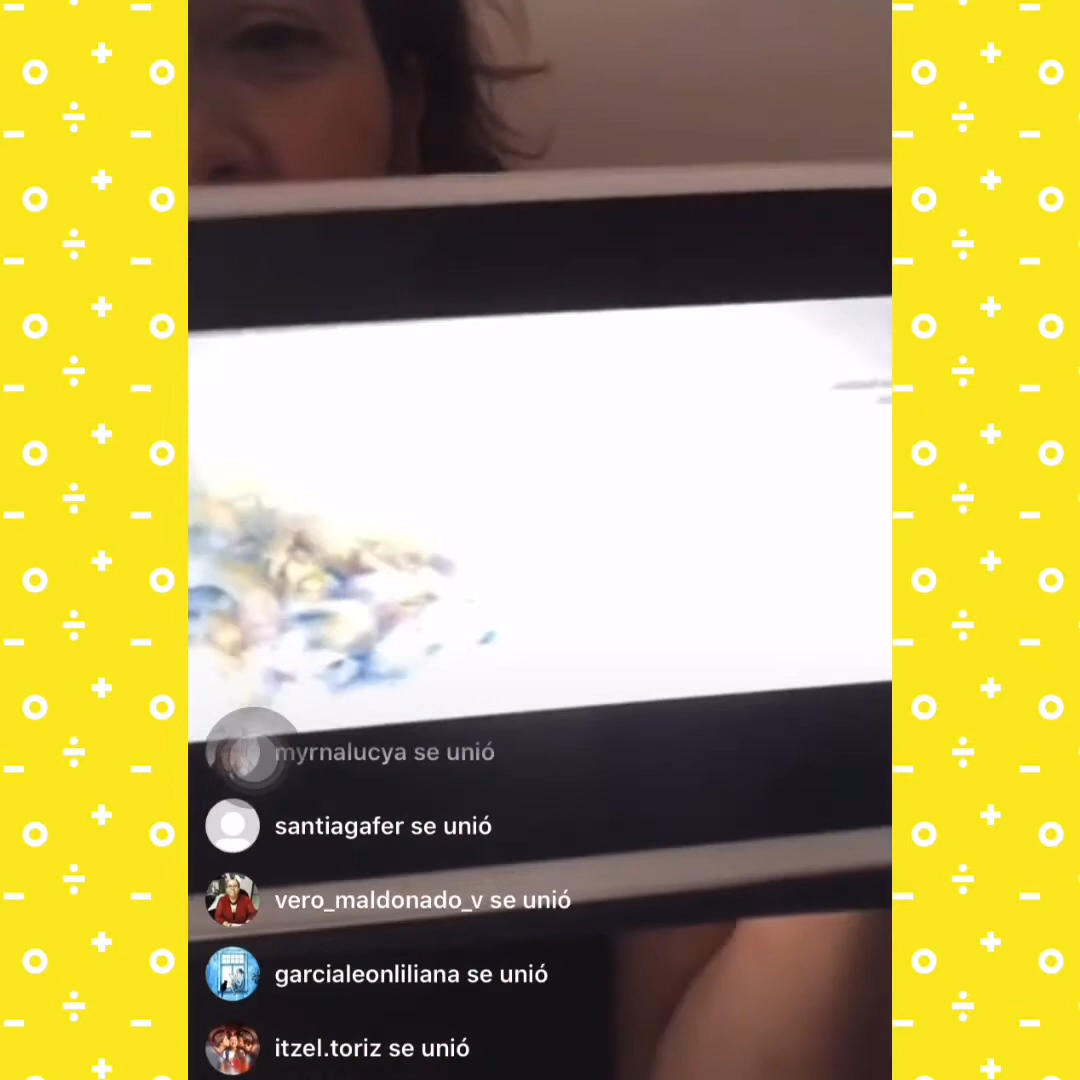 myrnalucya se unió
santiagafer se unió
vero_maldonado_v se unió
garcialeonliliana se unió
itzel.toriz se unió